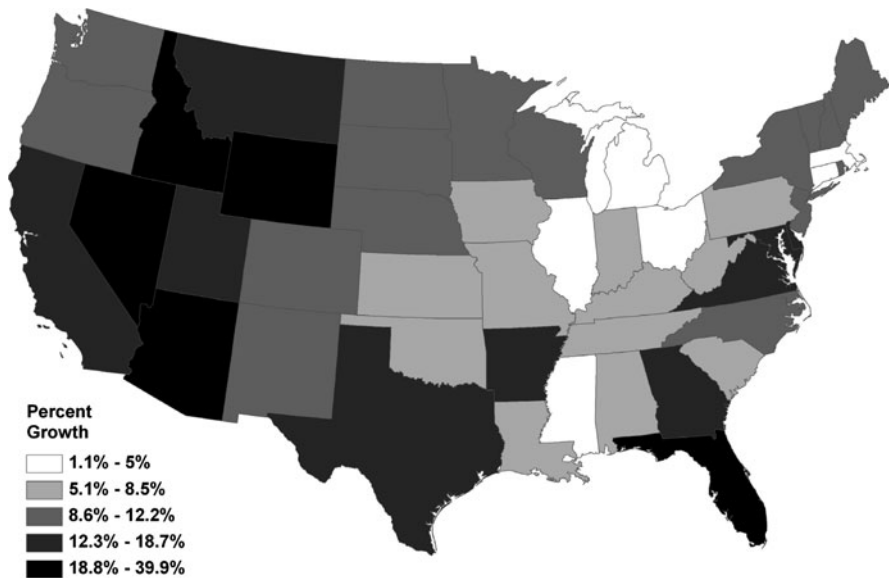 Percent
Growth
1.1% - 5%
5.1% - 8.5%
8.6% - 12.2%
12.3% - 18.7%
18.8% - 39.9%